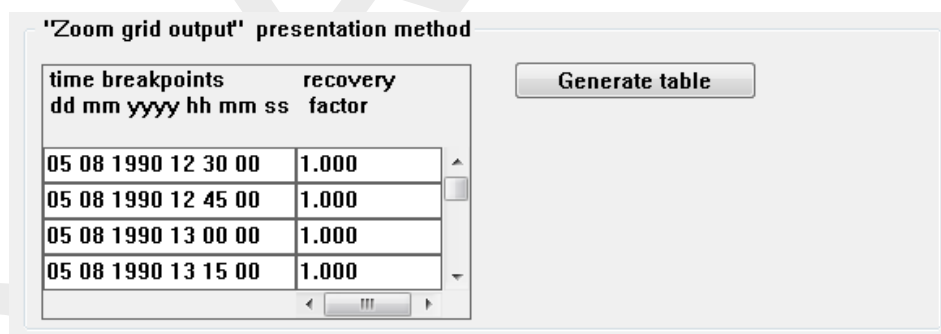 "Zoom grid output" presentation method
time breakpoints recovery
dd mm yyyy hh mm ss factor
Generate table
05 08 1990 12 30 00 1.000
05 08 1990 12 45 00 1.000
05 08 1990 13 00 00 1.000
05 08 1990 13 15 00 1.000